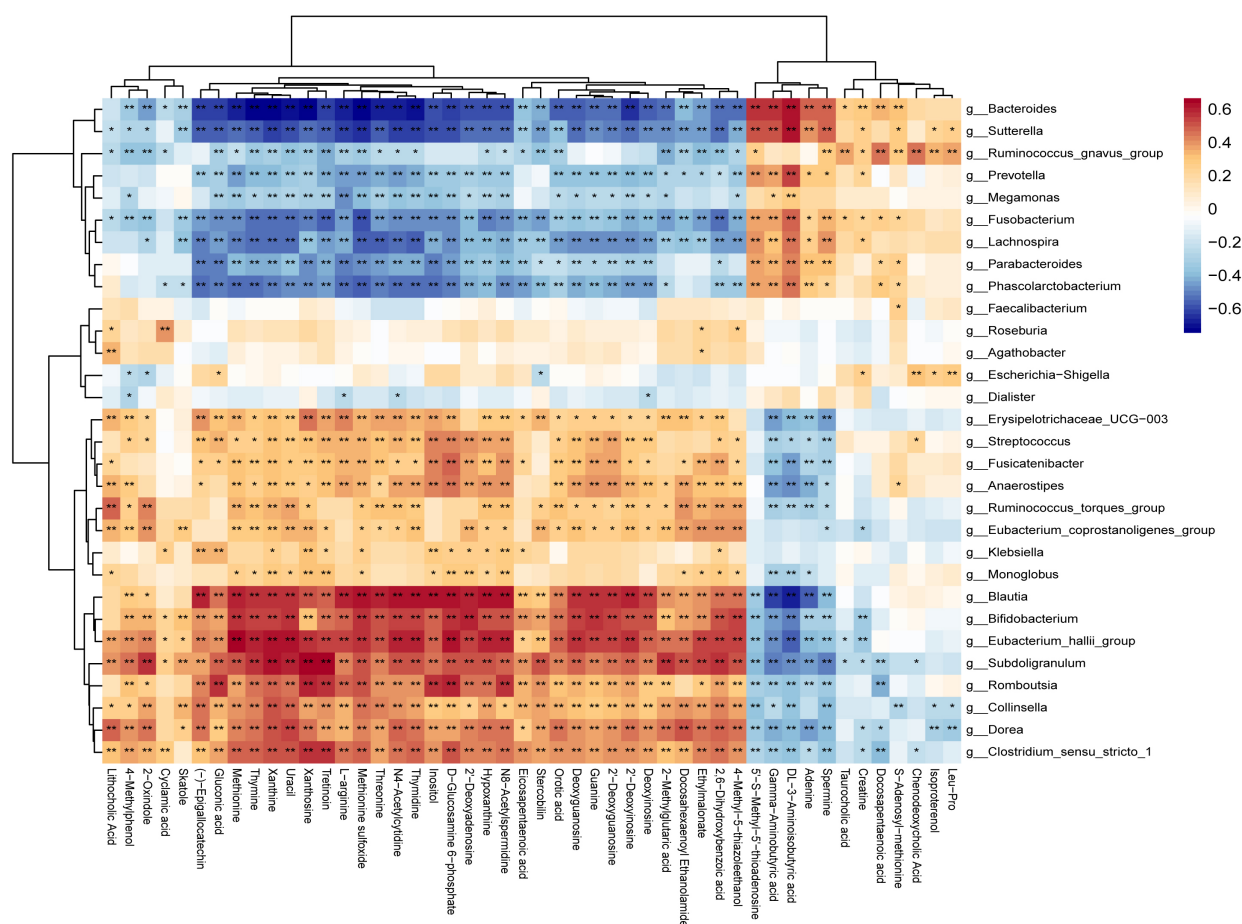 g__Bacteroides
g__Sutterella
g__Ruminococcus_gnavus_group
g__Prevotella
g__Megamonas
g__Fusobacterium
g__Lachnospira
g__Parabacteroides
g__Phascolarctobacterium
g__Faecalibacterium
g__Roseburia
g__Agathobacter
g__Escherichia−Shigella
g__Dialister
g__Erysipelotrichaceae_UCG−003
g__Streptococcus
g__Fusicatenibacter
g__Anaerostipes
g__Ruminococcus_torques_group
g__Eubacterium_coprostanoligenes_group
g__Klebsiella
g__Monoglobus
g__Blautia
g__Bifidobacterium
g__Eubacterium_hallii_group
g__Subdoligranulum
g__Romboutsia
g__Collinsella
g__Dorea
g__Clostridium_sensu_stricto_1
0.6
0.4
0.2
0
−0.2
−0.4
−0.6
Lithocholic Acid
4−Methylphenol
2−Oxindole
Cyclamic acid
Skatole
(−)−Epigallocatechin
Gluconic acid
Methionine
Thymine
Xanthine
Uracil
Xanthosine
Tretinoin
L−arginine
Methionine sulfoxide
Threonine
N4−Acetylcytidine
Thymidine
Inositol
D−Glucosamine 6−phosphate
2'−Deoxyadenosine
Hypoxanthine
N8−Acetylspermidine
Eicosapentaenoic acid
Stercobilin
Orotic acid
Deoxyguanosine
Guanine
2'−Deoxyguanosine
2'−Deoxyinosine
Deoxyinosine
2−Methylglutaric acid
Docosahexaenoyl Ethanolamide
Ethylmalonate
2,6−Dihydroxybenzoic acid
4−Methyl−5−thiazoleethanol
5'−S−Methyl−5'−thioadenosine
Gamma−Aminobutyric acid
DL−3−Aminoisobutyric acid
Adenine
Spermine
Taurocholic acid
Creatine
Docosapentaenoic acid
S−Adenosyl−methionine
Chenodeoxycholic Acid
Isoproterenol
Leu−Pro